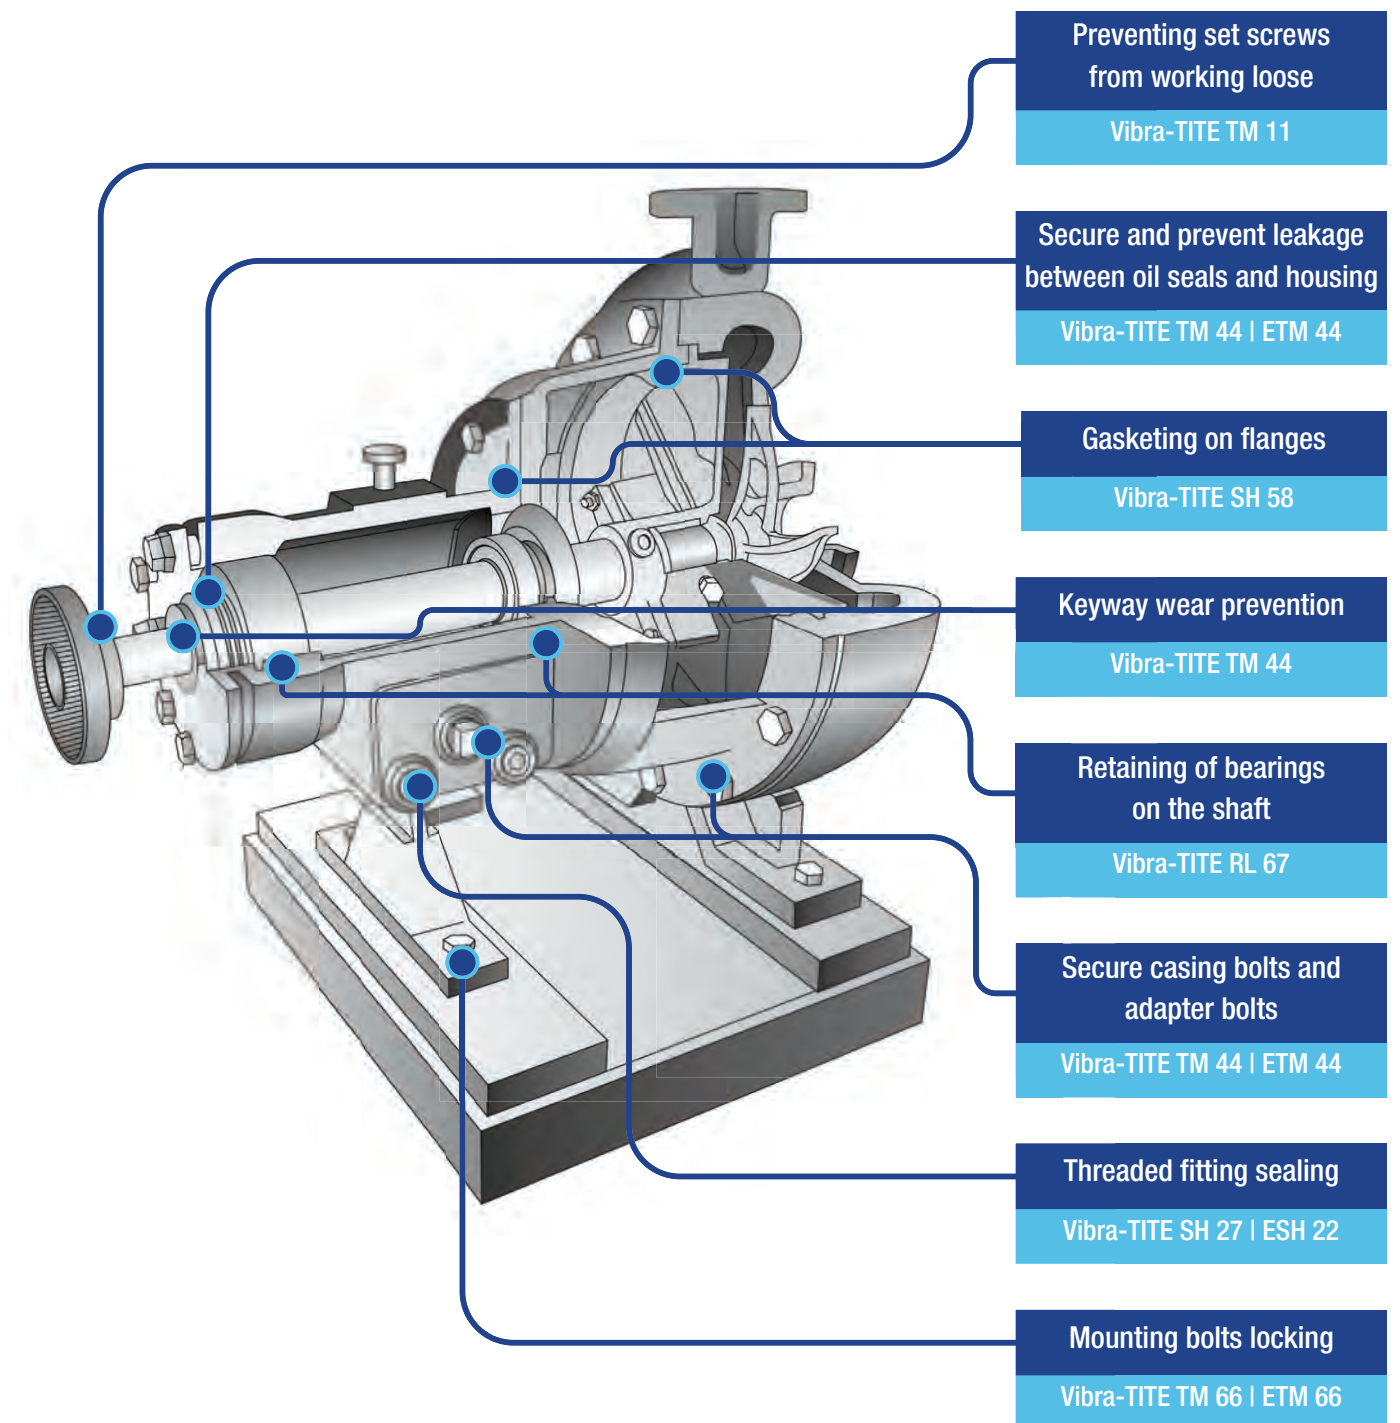 Preventing set screws
from working loose
Vibra-TITE TM 11
Secure and prevent leakage
between oil seals and housing
Vibra-TITE TM 44 | ETM 44
Gasketing on flanges
Vibra-TITE SH 58
Keyway wear prevention
Vibra-TITE TM 44
Retaining of bearings
on the shaft
Vibra-TITE RL 67
Secure casing bolts and
adapter bolts
Vibra-TITE TM 44 | ETM 44
Threaded fitting sealing
Vibra-TITE SH 27 | ESH 22
Mounting bolts locking
Vibra-TITE TM 66 | ETM 66